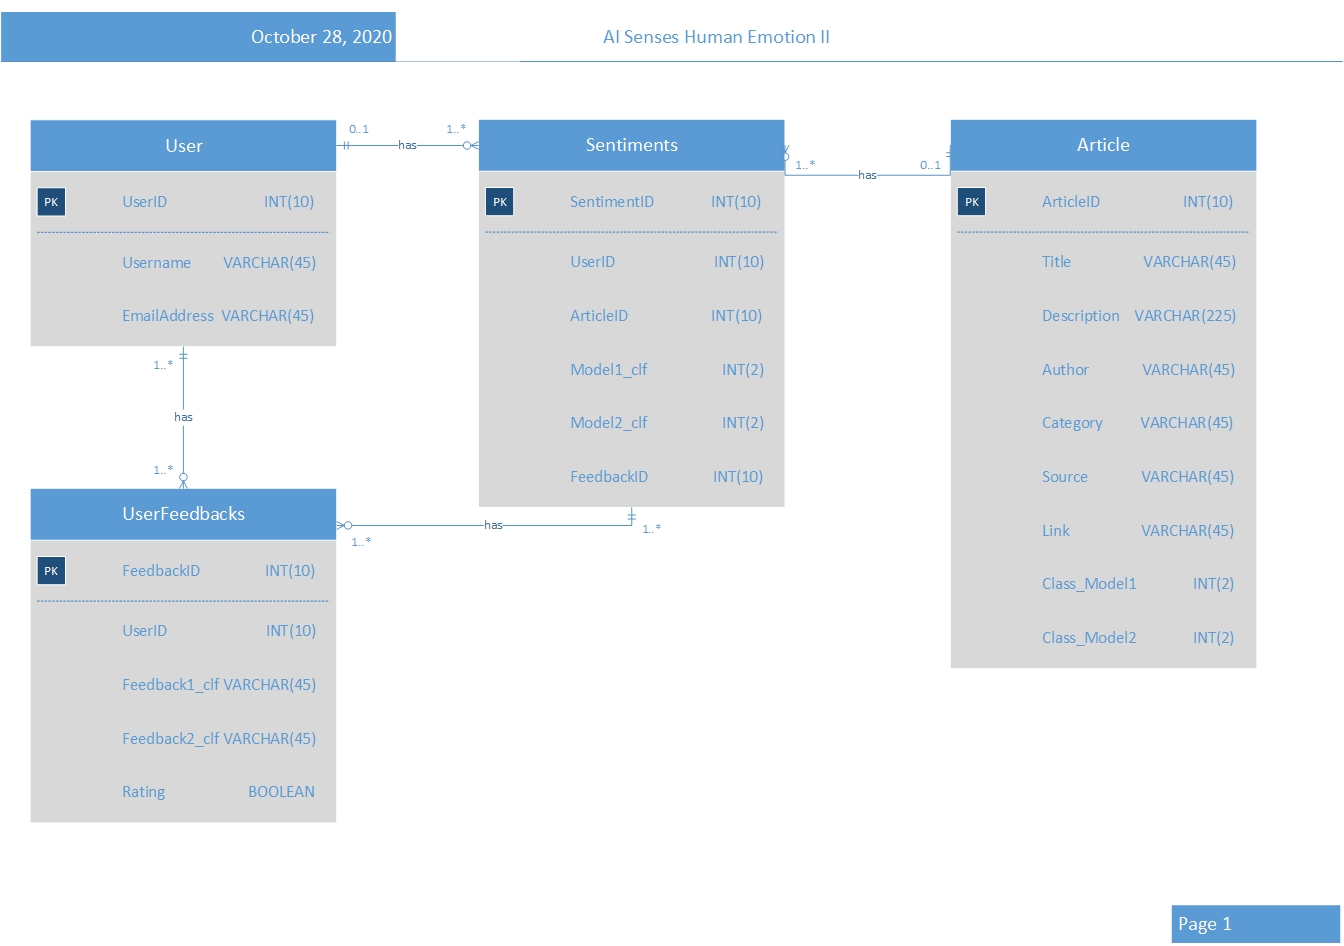 October 28, 2020
AI Senses Human Emotion II
User
PK UserID INT(10)
Username VARCHAR(45)
EmailAddress VARCHAR(45)
0..1 has 1..*
Sentiments
PK SentimentID INT(10)
UserID INT(10)
ArticleID INT(10)
Model1_clf INT(2)
Model2_clf INT(2)
FeedbackID INT(10)
1..* has 0..1
Article
PK ArticleID INT(10)
Title VARCHAR(45)
Description VARCHAR(225)
Author VARCHAR(45)
Category VARCHAR(45)
Source VARCHAR(45)
Link VARCHAR(45)
Class_Model1 INT(2)
Class_Model2 INT(2)
1..*
has
1..*
UserFeedbacks
PK FeedbackID INT(10)
UserID INT(10)
Feedback1_clf VARCHAR(45)
Feedback2_clf VARCHAR(45)
Rating BOOLEAN
1..* has 1..*
Page 1